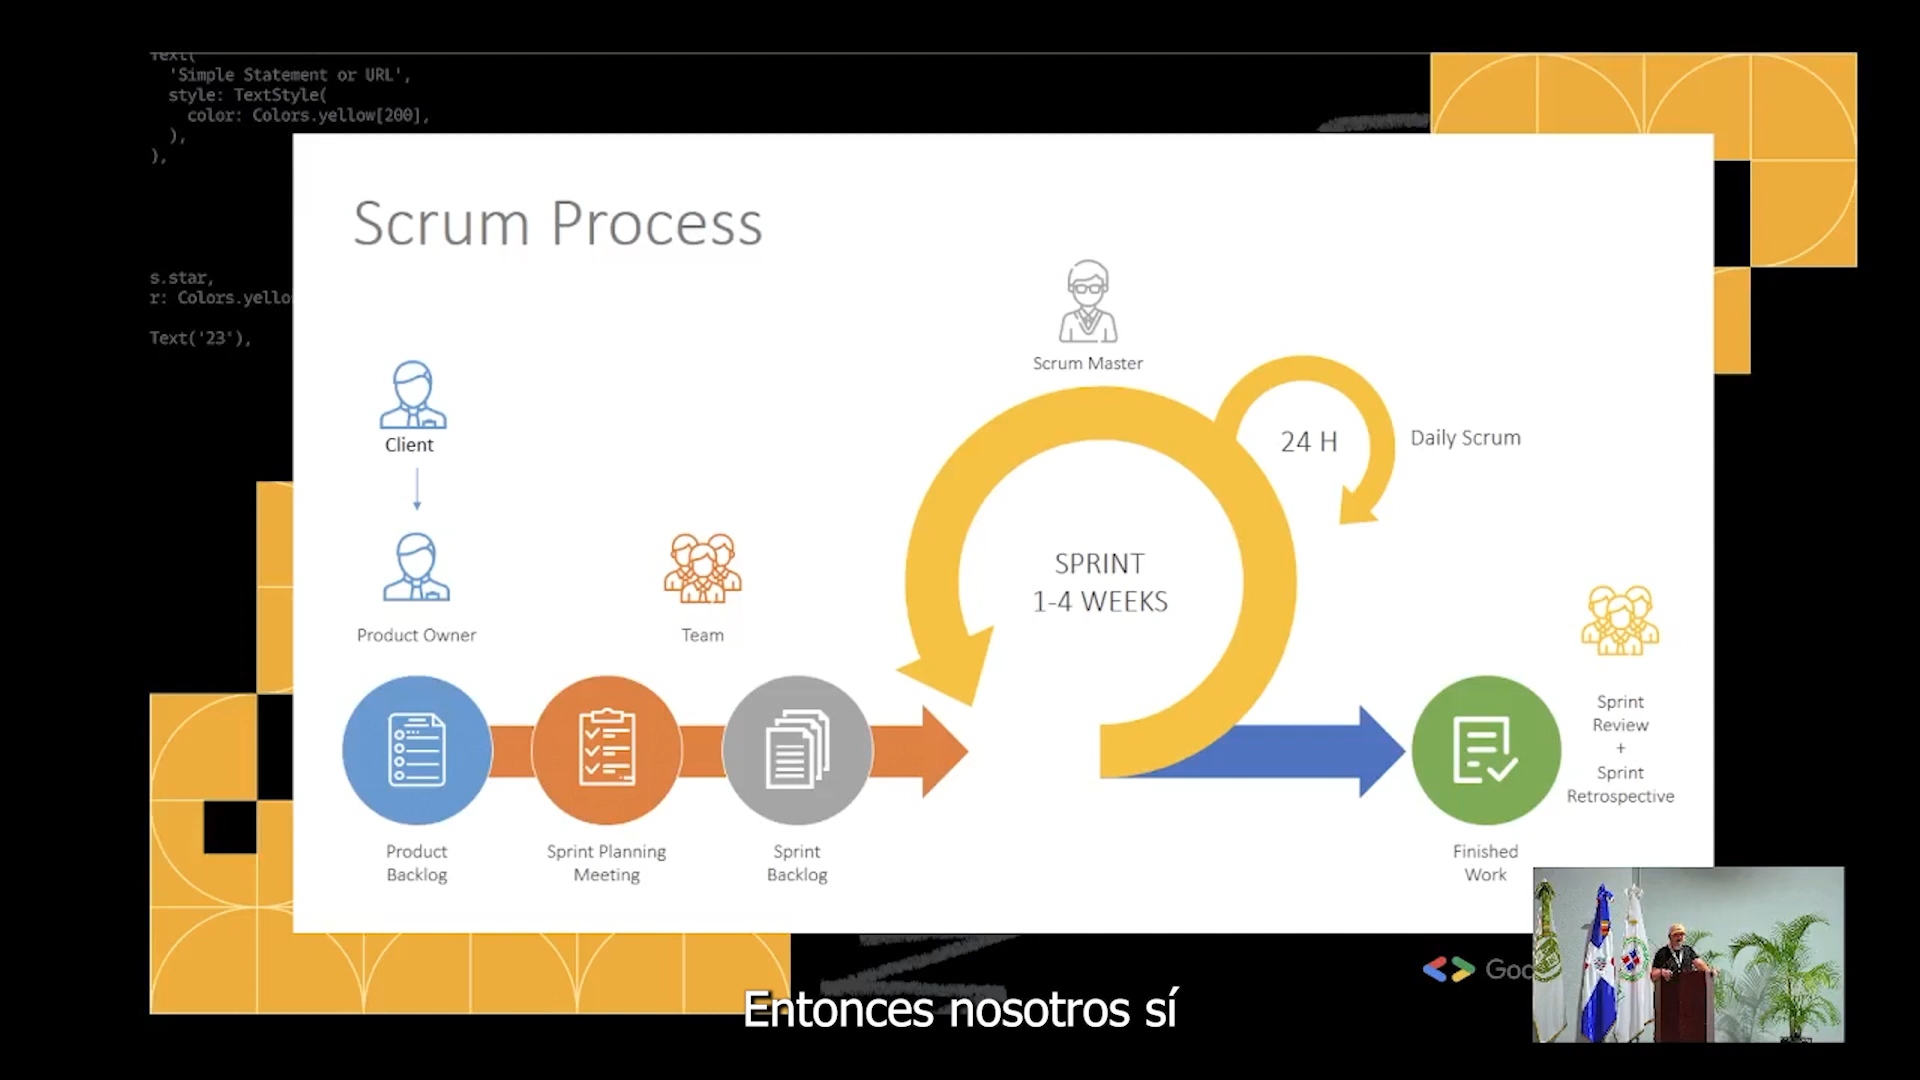 'Simple Statement or URL',
style: TextStyle(
color: Colors.yellow[200],
),
),
s.star,
r: Colors.yello
Text('23'),
Scrum Process
Scrum Master
Client
24 H
Daily Scrum
SPRINT
1-4 WEEKS
Product Owner
Team
Sprint
Review
+
Sprint
Retrospective
Product
Backlog
Sprint Planning
Meeting
Sprint
Backlog
Finished
Work
Goo
Entonces nosotros sí